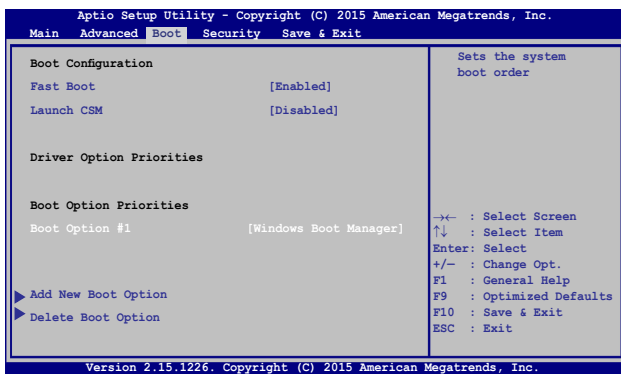 Aptio Setup Utility - Copyright (C) 2015 American Megatrends, Inc.
Main Advanced Boot Security Save & Exit
Boot Configuration
Fast Boot [Enabled]
Launch CSM [Disabled]
Driver Option Priorities
Boot Option Priorities
Boot Option #1 [Windows Boot Manager]
Add New Boot Option
Delete Boot Option
Sets the system
boot order
→← : Select Screen
↑↓ : Select Item
Enter: Select
+/— : Change Opt.
F1 : General Help
F9 : Optimized Defaults
F10 : Save & Exit
ESC : Exit
Version 2.15.1226. Copyright (C) 2015 American Megatrends, Inc.